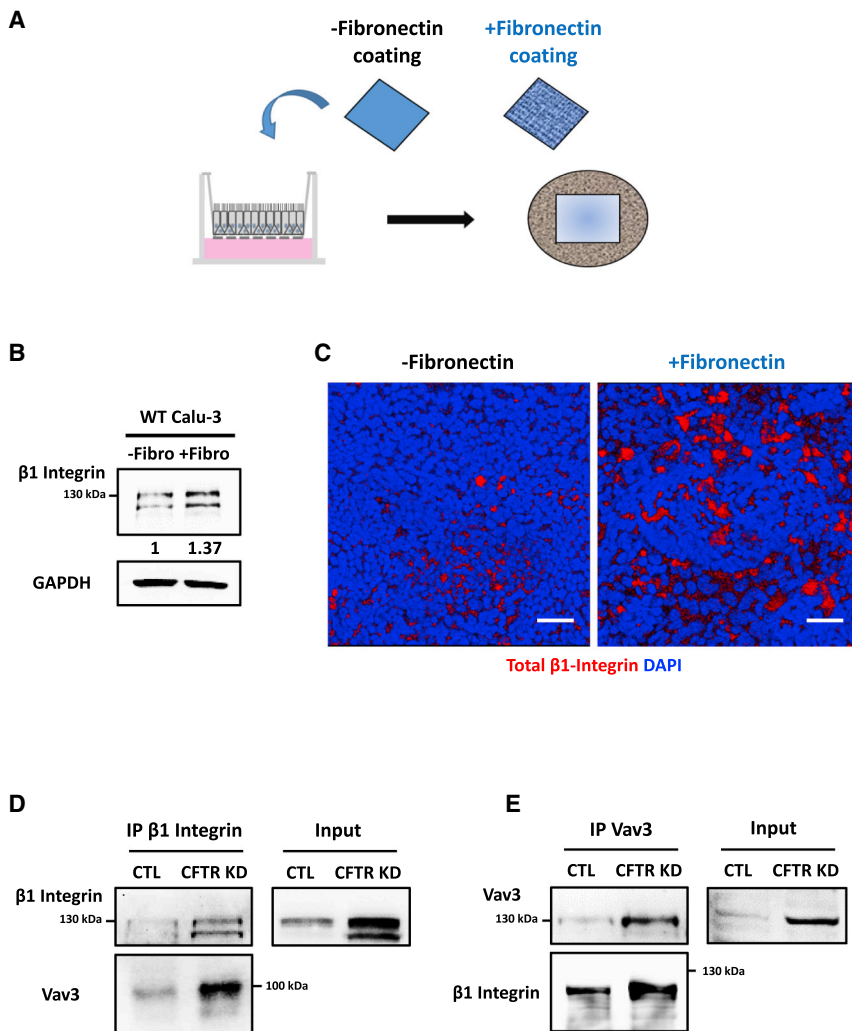 A
-Fibronectin coating
+Fibronectin coating
B
WT Calu-3
-Fibro +Fibro
β1 Integrin
130 kDa
1 1.37
GAPDH
C
-Fibronectin
+Fibronectin
Total β1-Integrin DAPI
D
IP β1 Integrin
Input
CTL CFTR KD
CTL CFTR KD
β1 Integrin
130 kDa
Vav3
100 kDa
E
IP Vav3
Input
CTL CFTR KD
CTL CFTR KD
Vav3
130 kDa
130 kDa
β1 Integrin